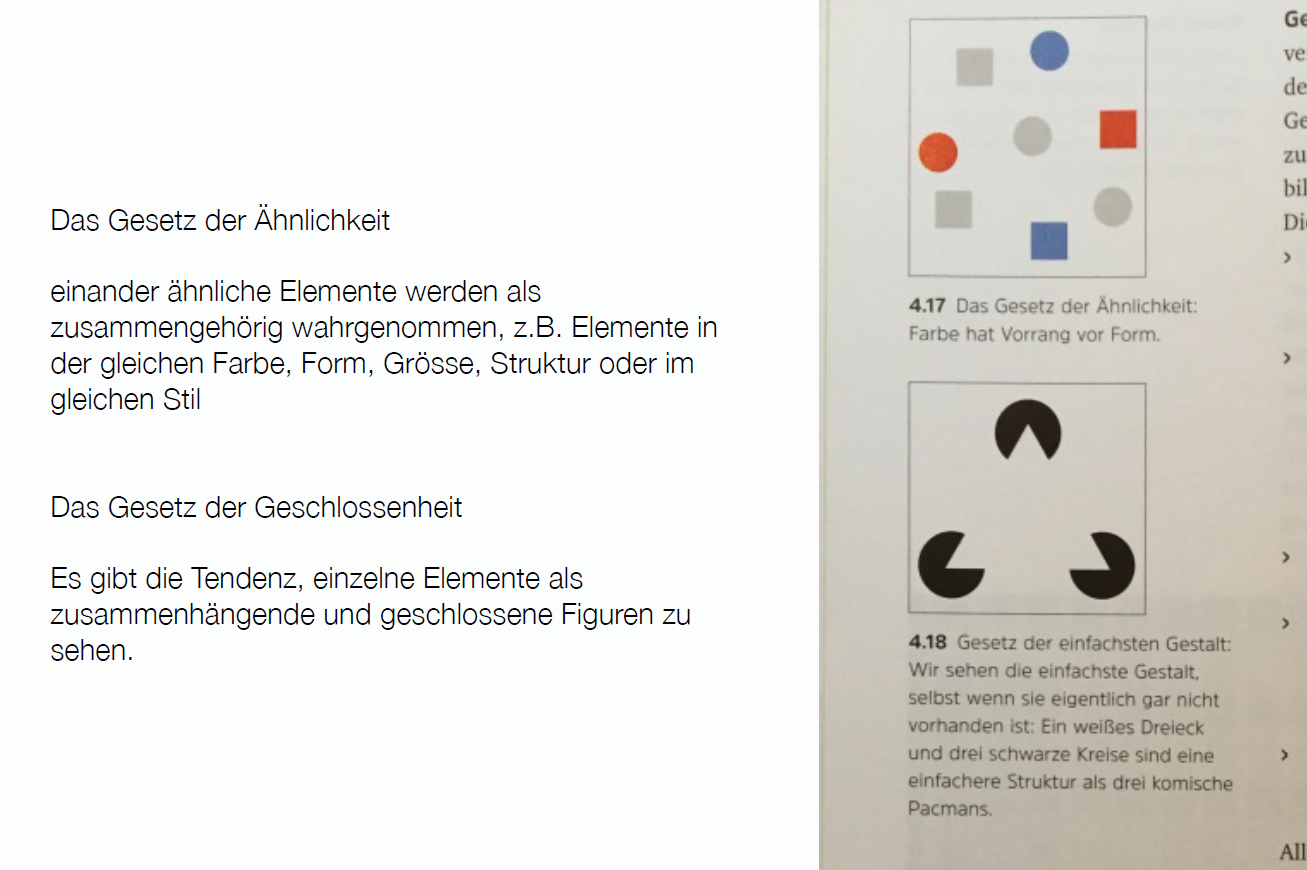 Das Gesetz der Ähnlichkeit
einander ähnliche Elemente werden als
zusammengehörig wahrgenommen, z.B. Elemente in
der gleichen Farbe, Form, Grösse, Struktur oder im
gleichen Stil
Das Gesetz der Geschlossenheit
Es gibt die Tendenz, einzelne Elemente als
zusammenhängende und geschlossene Figuren zu
sehen.
4.17 Das Gesetz der Ähnlichkeit:
Farbe hat Vorrang vor Form.
4.18 Gesetz der einfachsten Gestalt:
Wir sehen die einfachste Gestalt,
selbst wenn sie eigentlich gar nicht
vorhanden ist: Ein weißes Dreieck
und drei schwarze Kreise sind eine
einfachere Struktur als drei komische
Pacmans.